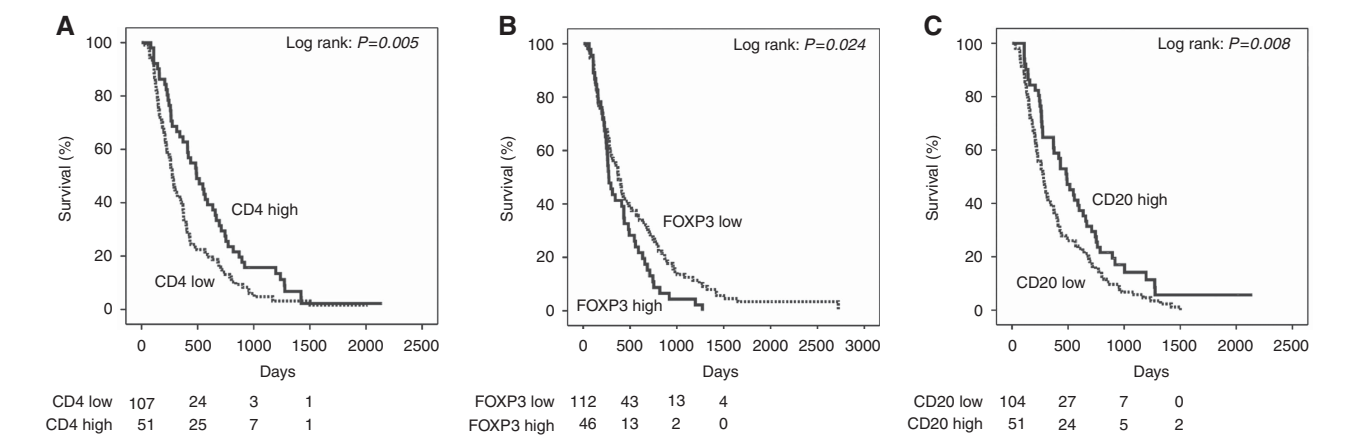 A
Log rank: P=0.005
100
80
60
40
20
0
Survival (%)
CD4 high
CD4 low
0 500 1000 1500 2000 2500
Days
CD4 low 107 24 3 1
CD4 high 51 25 7 1
B
Log rank: P=0.024
100
80
60
40
20
0
Survival (%)
FOXP3 low
FOXP3 high
0 500 1000 1500 2000 2500 3000
Days
FOXP3 low 112 43 13 4
FOXP3 high 46 13 2 0
C
Log rank: P=0.008
100
80
60
40
20
0
Survival (%)
CD20 high
CD20 low
0 500 1000 1500 2000 2500
Days
CD20 low 104 27 7 0
CD20 high 51 24 5 2